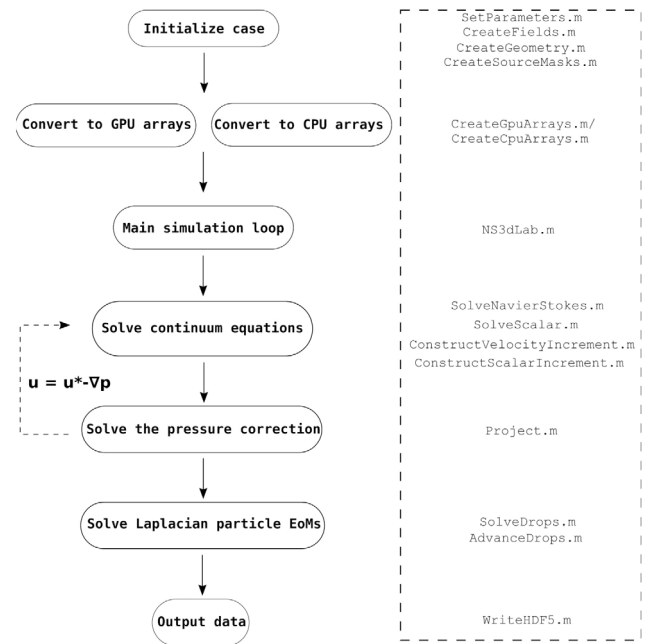 Initialize case
SetParameters.m
CreateFields.m
CreateGeometry.m
CreateSourceMasks.m
Convert to GPU arrays
Convert to CPU arrays
CreateGpuArrays.m/
CreateCpuArrays.m
Main simulation loop
NS3dLab.m
Solve continuum equations
SolveNavierStokes.m
SolveScalar.m
ConstructVelocityIncrement.m
ConstructScalarIncrement.m
u = u*-∇p
Solve the pressure correction
Project.m
Solve Laplacian particle EoMs
SolveDrops.m
AdvanceDrops.m
Output data
WriteHDF5.m